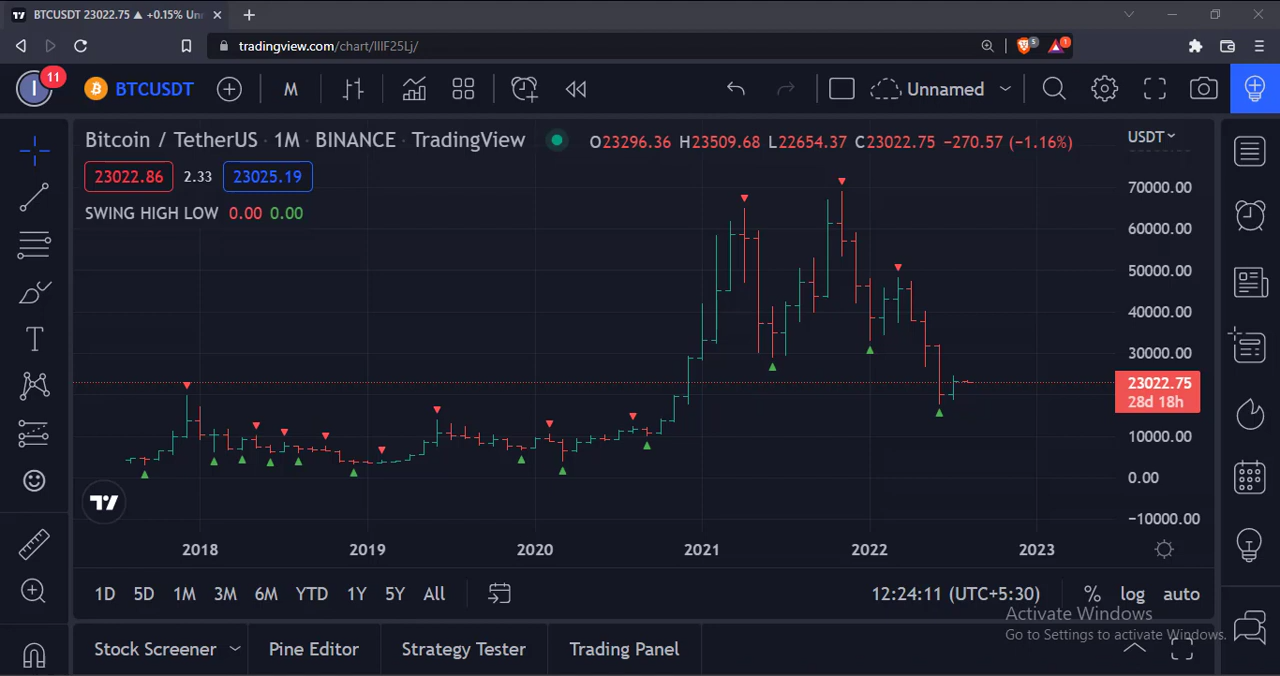 BTCUSDT 23022.75 ▲ +0.15% Un
tradingview.com/chart/IIIF25Lj/
5
1
I
11
BTCUSDT
M
Unnamed
Bitcoin / TetherUS · 1M · BINANCE · TradingView
O23296.36 H23509.68 L22654.37 C23022.75 −270.57 (−1.16%)
USDT
23022.86 2.33 23025.19
SWING HIGH LOW 0.00 0.00
70000.00
60000.00
50000.00
40000.00
30000.00
23022.75
28d 18h
10000.00
0.00
−10000.00
2018 2019 2020 2021 2022 2023
1D 5D 1M 3M 6M YTD 1Y 5Y All
12:24:11 (UTC+5:30) % log auto
Activate Windows
Go to Settings to activate Windows.
Stock Screener Pine Editor Strategy Tester Trading Panel